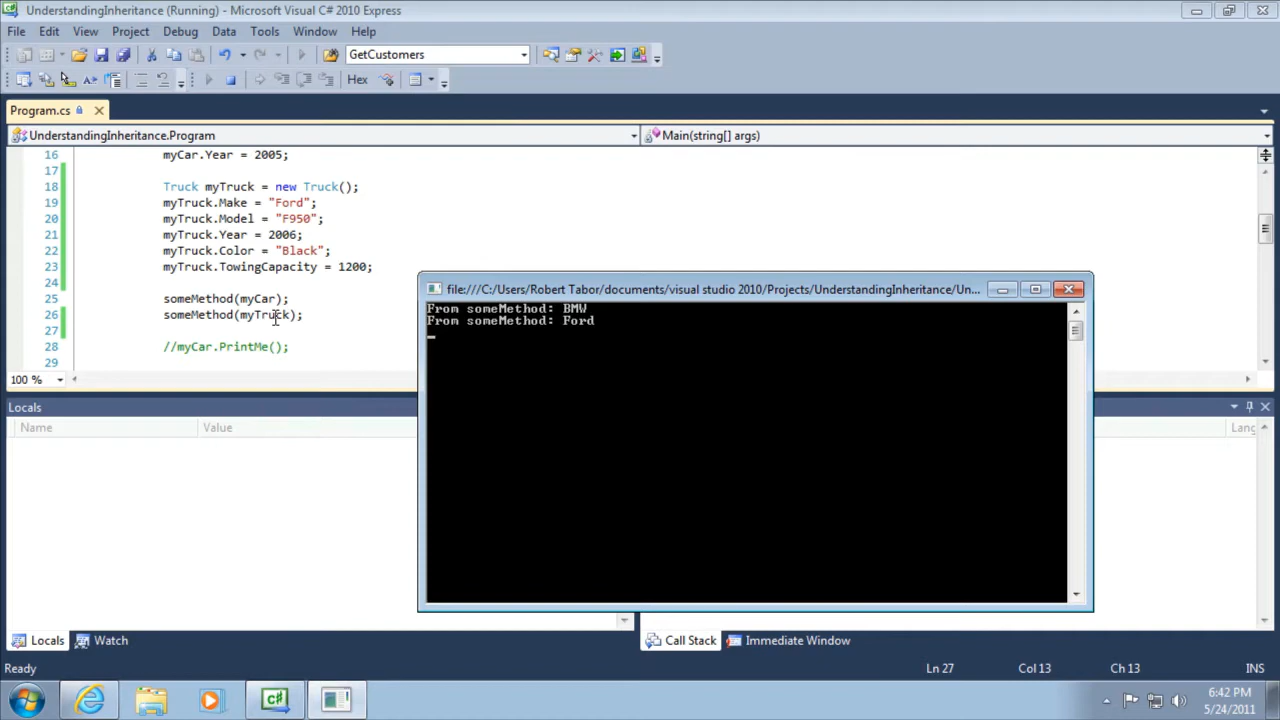 UnderstandingInheritance (Running) - Microsoft Visual C# 2010 Express
File Edit View Project Debug Data Tools Window Help
GetCustomers
Hex
Program.cs
UnderstandingInheritance.Program
Main(string[] args)
16 myCar.Year = 2005;
17
18 Truck myTruck = new Truck();
19 myTruck.Make = "Ford";
20 myTruck.Model = "F950";
21 myTruck.Year = 2006;
22 myTruck.Color = "Black";
23 myTruck.TowingCapacity = 1200;
24
25 someMethod(myCar);
26 someMethod(myTruck);
27
28 //myCar.PrintMe();
29
100 %
file:///C:/Users/Robert Tabor/documents/visual studio 2010/Projects/UnderstandingInheritance/Un...
From someMethod: BMW
From someMethod: Ford
Locals
Name Value Lang
Locals Watch Call Stack Immediate Window
Ready Ln 27 Col 13 Ch 13 INS
C#
6:42 PM
5/24/2011